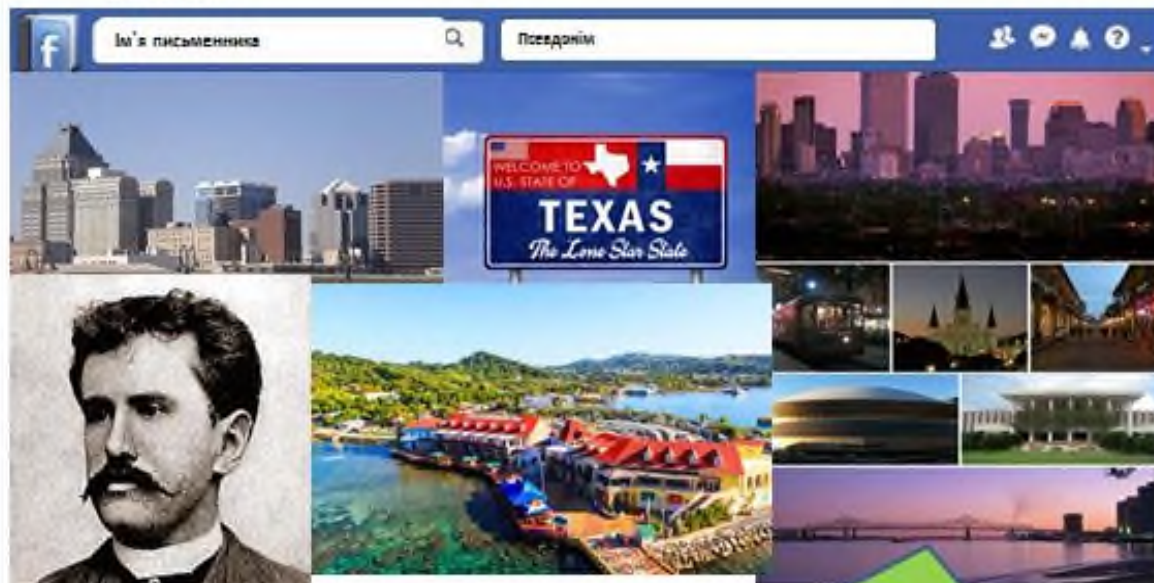 f
Ім'я письменника
Псевдонім
?
WELCOME TO
U.S. STATE OF
TEXAS
The Lone Star State